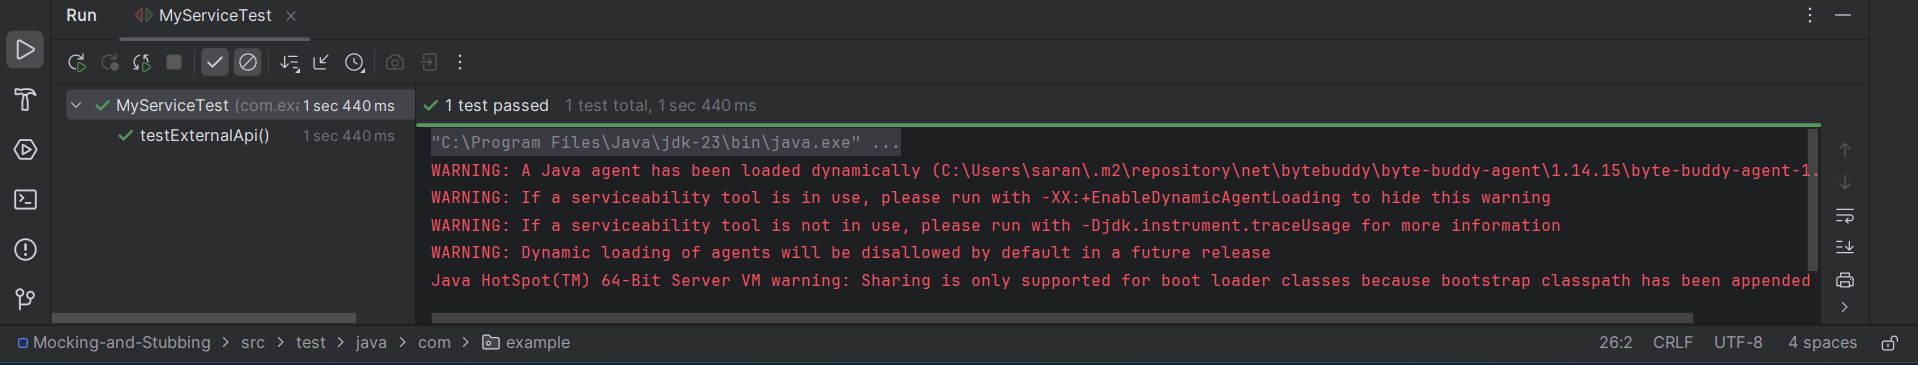 Run MyServiceTest
MyServiceTest (com.exa 1 sec 440 ms
testExternalApi() 1 sec 440 ms
1 test passed 1 test total, 1 sec 440 ms
"C:\Program Files\Java\jdk-23\bin\java.exe" ...
WARNING: A Java agent has been loaded dynamically (C:\Users\saran\.m2\repository\net\bytebuddy\byte-buddy-agent\1.14.15\byte-buddy-agent-1.
WARNING: If a serviceability tool is in use, please run with -XX:+EnableDynamicAgentLoading to hide this warning
WARNING: If a serviceability tool is not in use, please run with -Djdk.instrument.traceUsage for more information
WARNING: Dynamic loading of agents will be disallowed by default in a future release
Java HotSpot(TM) 64-Bit Server VM warning: Sharing is only supported for boot loader classes because bootstrap classpath has been appended
Mocking-and-Stubbing > src > test > java > com > example 26:2 CRLF UTF-8 4 spaces